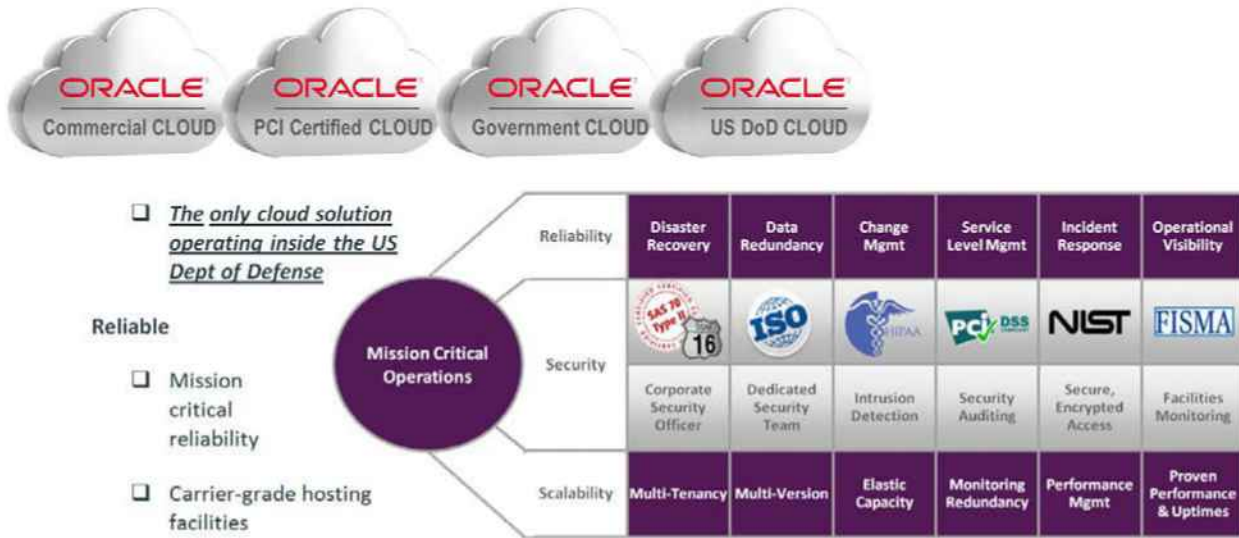 ORACLE
Commercial CLOUD
ORACLE
PCI Certified CLOUD
ORACLE
Government CLOUD
ORACLE
US DoD CLOUD
The only cloud solution
operating inside the US
Dept of Defense
Reliable
Mission
critical
reliability
Carrier-grade hosting
facilities
Mission Critical
Operations
Reliability
Disaster
Recovery
Data
Redundancy
Change
Mgmt
Service
Level Mgmt
Incident
Response
Operational
Visibility
Security
SAS 70
Type II
16
ISO
HIPAA
PCI DSS
NIST
FISMA
Corporate
Security
Officer
Dedicated
Security
Team
Intrusion
Detection
Security
Auditing
Secure,
Encrypted
Access
Facilities
Monitoring
Scalability
Multi-Tenancy
Multi-Version
Elastic
Capacity
Monitoring
Redundancy
Performance
Mgmt
Proven
Performance
& Uptimes